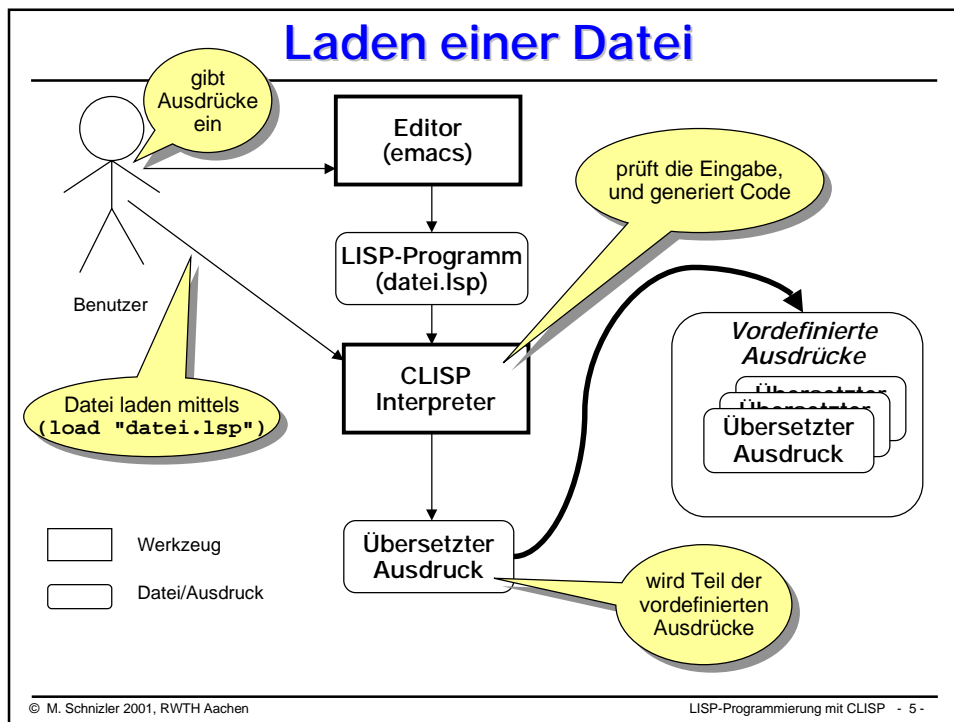 Laden einer Datei
gibt
Ausdrücke
ein
Editor
(emacs)
prüft die Eingabe,
und generiert Code
LISP-Programm
(datei.lsp)
Benutzer
Vordefinierte
Ausdrücke
CLISP
Interpreter
Übersetzter
Übersetzter
Übersetzter
Ausdruck
Datei laden mittels
(load "datei.lsp")
Werkzeug
Datei/Ausdruck
Übersetzter
Ausdruck
wird Teil der
vordefinierten
Ausdrücke
© M. Schnizler 2001, RWTH Aachen
LISP-Programmierung mit CLISP - 5 -